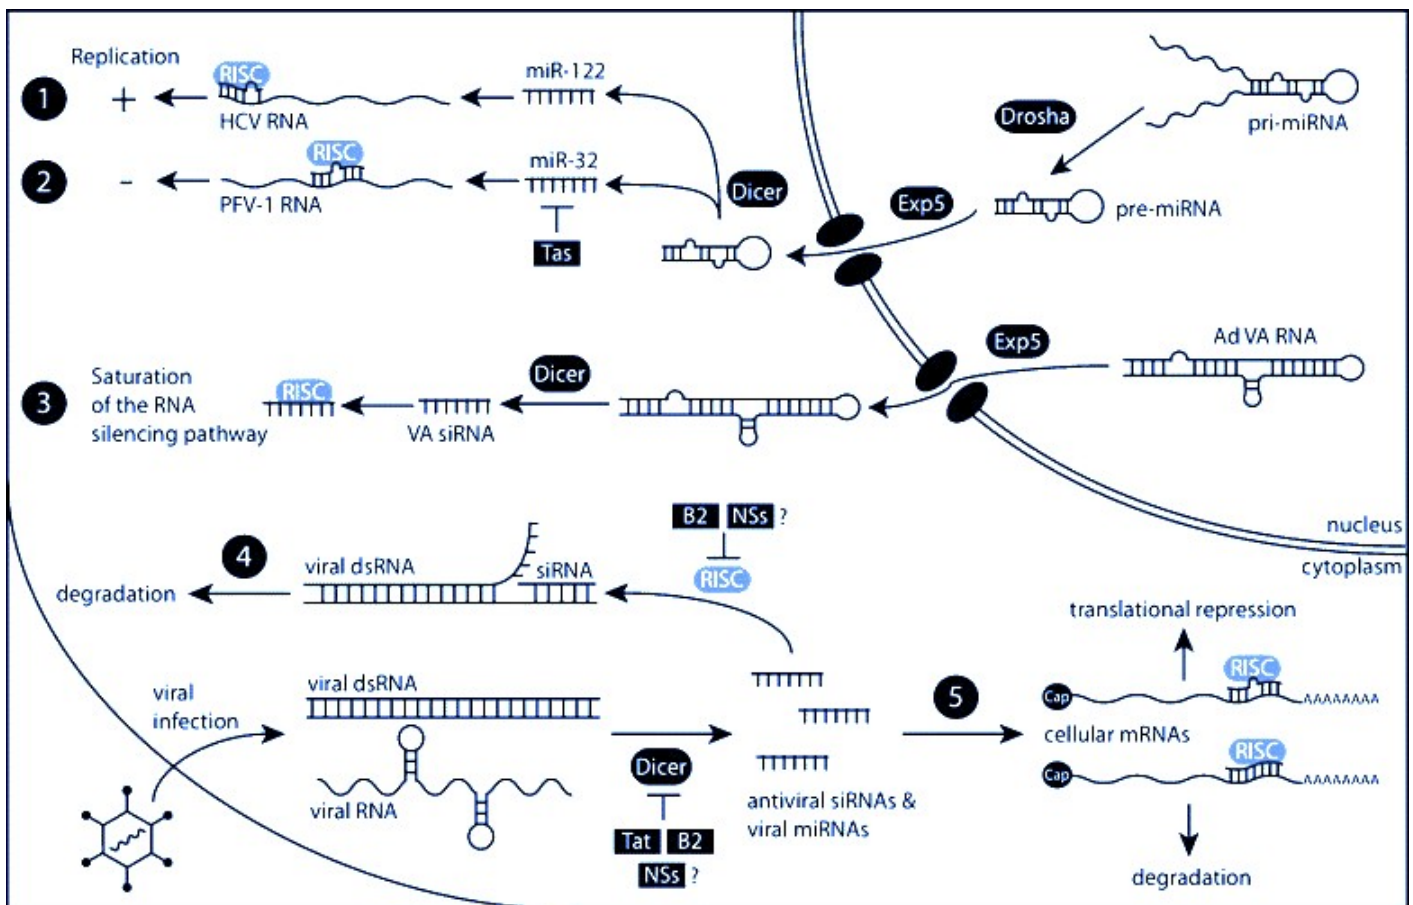 Replication
1
+
RISC
HCV RNA
miR-122
2
-
RISC
PFV-1 RNA
miR-32
Tas
Dicer
Exp5
Drosha
pri-miRNA
pre-miRNA
3
Saturation
of the RNA
silencing pathway
RISC
VA siRNA
Dicer
Exp5
Ad VA RNA
nucleus
cytoplasm
4
degradation
viral dsRNA
siRNA
B2 NSs ?
RISC
viral
infection
viral dsRNA
viral RNA
Dicer
Tat B2
NSs ?
antiviral siRNAs &
viral miRNAs
5
translational repression
RISC
Cap
AAAAAAAA
cellular mRNAs
RISC
Cap
AAAAAAAA
degradation